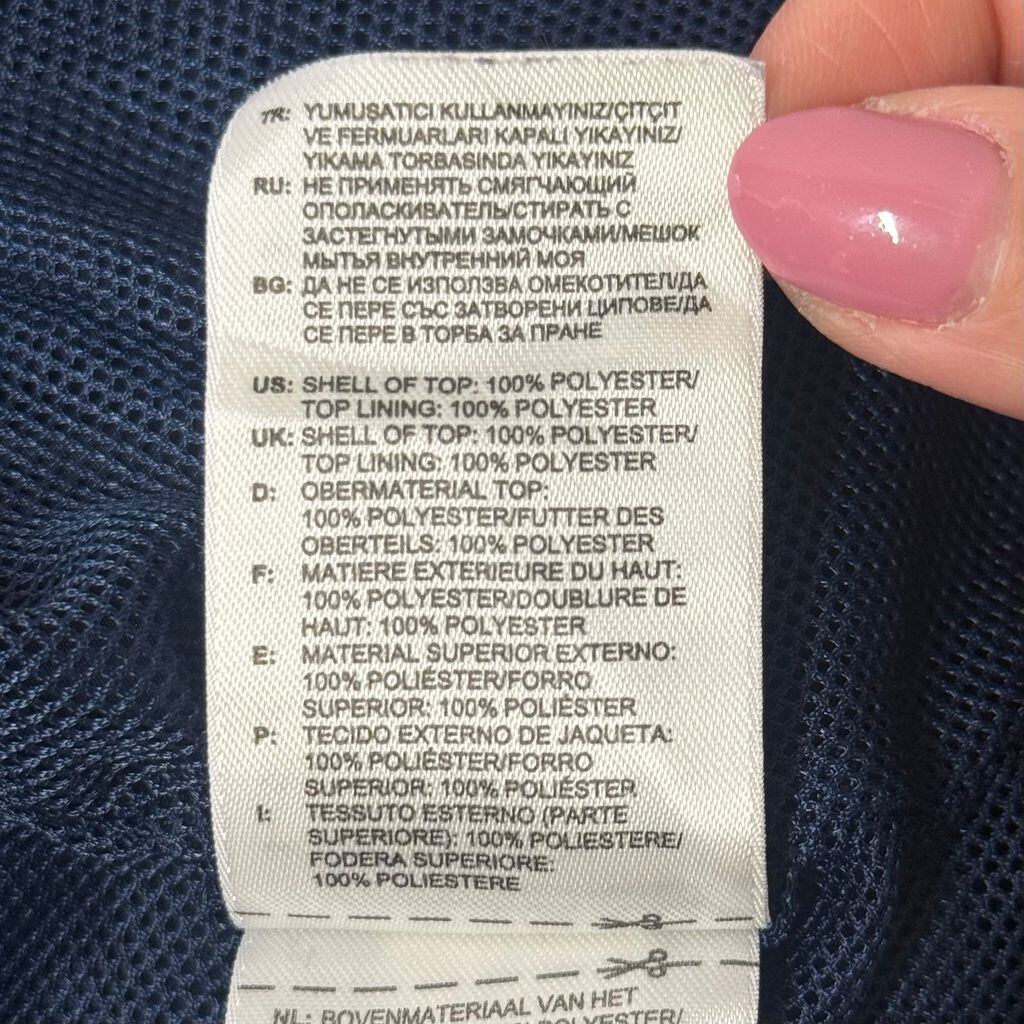 TR: YUMUŞATICI KULLANMAYINIZ/ÇITÇIT
VE FERMUARLARI KAPALI YIKAYINIZ/
YIKAMA TORBASINDA YIKAYINIZ
RU: НЕ ПРИМЕНЯТЬ СМЯГЧАЮЩИЙ
ОПОЛАСКИВАТЕЛЬ/СТИРАТЬ С
ЗАСТЕГНУТЫМИ ЗАМОЧКАМИ/МЕШОК
МЫТЬЯ ВНУТРЕННИЙ МОЯ
BG: ДА НЕ СЕ ИЗПОЛЗВА ОМЕКОТИТЕЛ/ДА
СЕ ПЕРЕ СЪС ЗАТВОРЕНИ ЦИПОВЕ/ДА
СЕ ПЕРЕ В ТОРБА ЗА ПРАНЕ
US: SHELL OF TOP: 100% POLYESTER/
TOP LINING: 100% POLYESTER
UK: SHELL OF TOP: 100% POLYESTER/
TOP LINING: 100% POLYESTER
D: OBERMATERIAL TOP:
100% POLYESTER/FUTTER DES
OBERTEILS: 100% POLYESTER
F: MATIERE EXTERIEURE DU HAUT:
100% POLYESTER/DOUBLURE DE
HAUT: 100% POLYESTER
E: MATERIAL SUPERIOR EXTERNO:
100% POLIÉSTER/FORRO
SUPERIOR: 100% POLIÉSTER
P: TECIDO EXTERNO DE JAQUETA:
100% POLIÉSTER/FORRO
SUPERIOR: 100% POLIÉSTER
I: TESSUTO ESTERNO (PARTE
SUPERIORE): 100% POLIESTERE/
FODERA SUPERIORE:
100% POLIESTERE
NL: BOVENMATERIAAL VAN HET
POLYESTER/